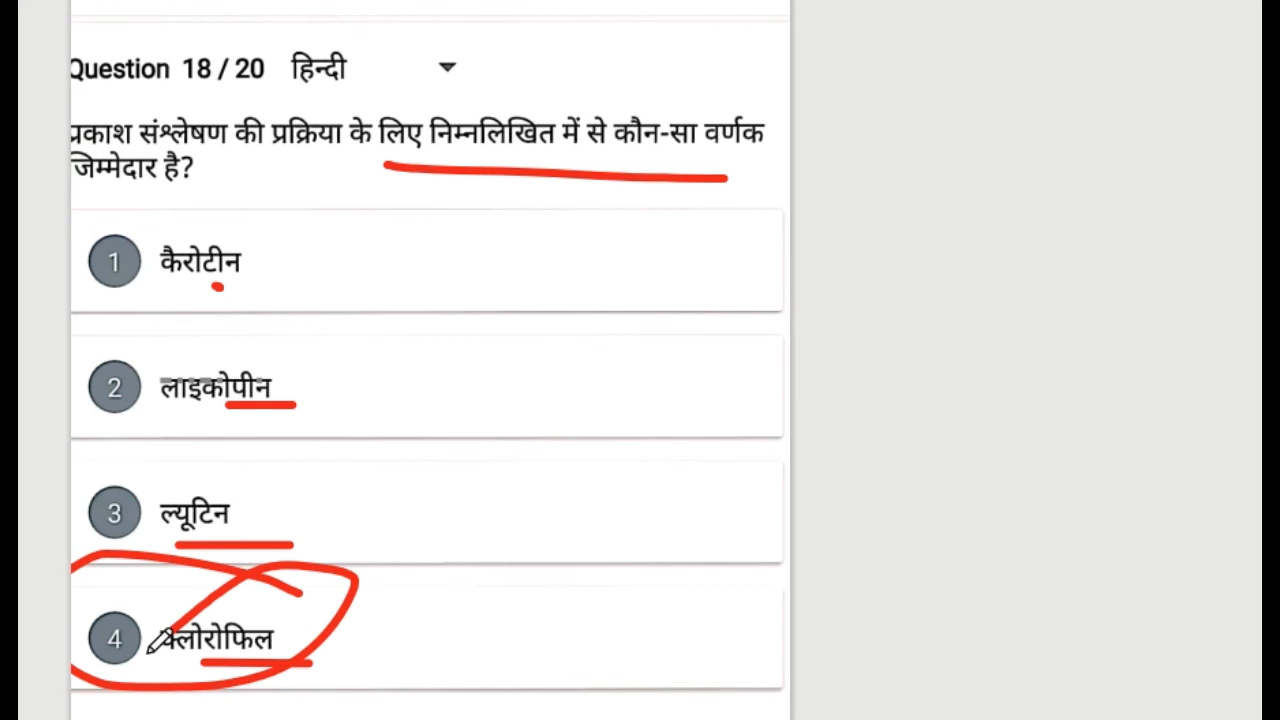 Question 18 / 20 हिन्दी
प्रकाश संश्लेषण की प्रक्रिया के लिए निम्नलिखित में से कौन-सा वर्णक
जिम्मेदार है?
1 कैरोटीन
2 लाइकोपीन
3 ल्यूटिन
4 क्लोरोफिल